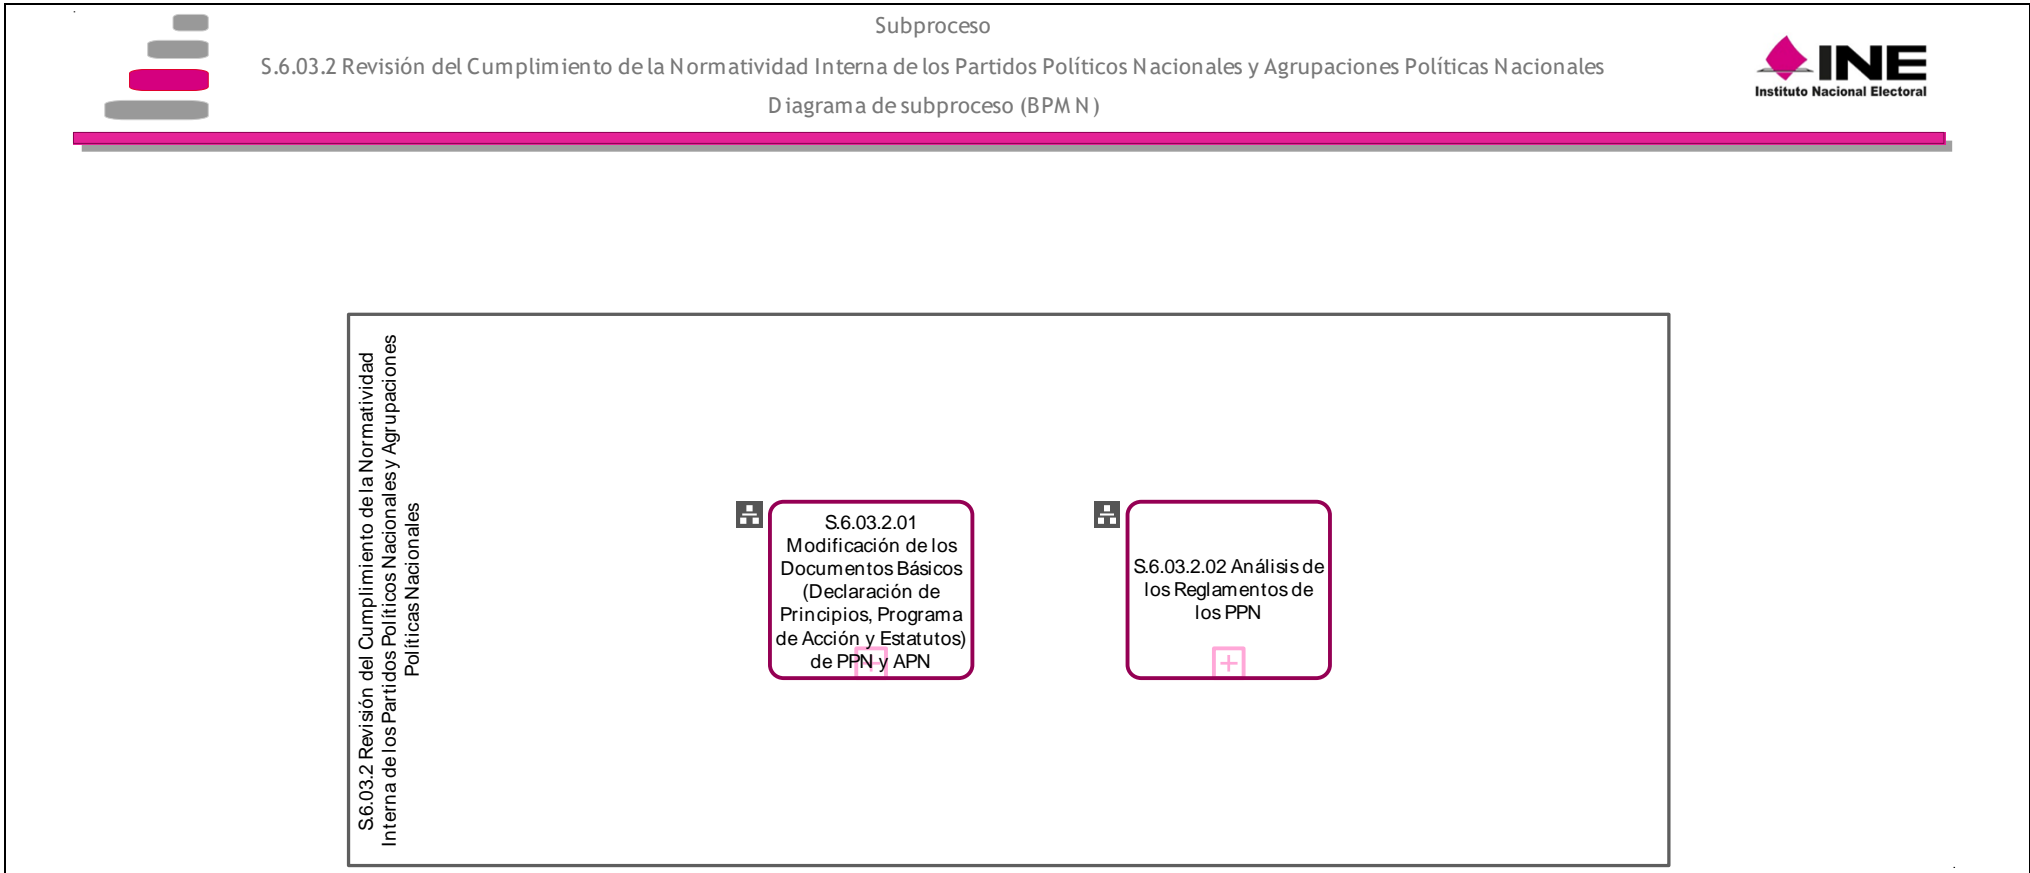 Subproceso
S.6.03.2 Revisión del Cumplimiento de la Normatividad Interna de los Partidos Políticos Nacionales y Agrupaciones Políticas Nacionales
Diagrama de subproceso (BPMN)
INE
Instituto Nacional Electoral
S.6.03.2 Revisión del Cumplimiento de la Normatividad
Interna de los Partidos Políticos Nacionales y Agrupaciones
Políticas Nacionales
S.6.03.2.01
Modificación de los
Documentos Básicos
(Declaración de
Principios, Programa
de Acción y Estatutos)
de PPN y APN
S.6.03.2.02 Análisis de
los Reglamentos de
los PPN